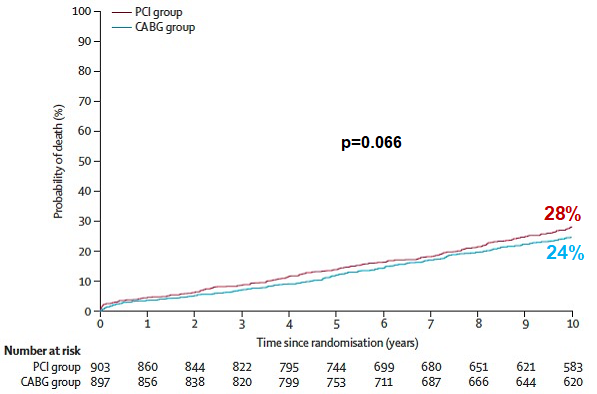 PCI group
CABG group
Probability of death (%)
100
90
80
70
60
50
40
30
20
10
0
p=0.066
28%
24%
0 1 2 3 4 5 6 7 8 9 10
Time since randomisation (years)
Number at risk
PCI group 903 860 844 822 795 744 699 680 651 621 583
CABG group 897 856 838 820 799 753 711 687 666 644 620